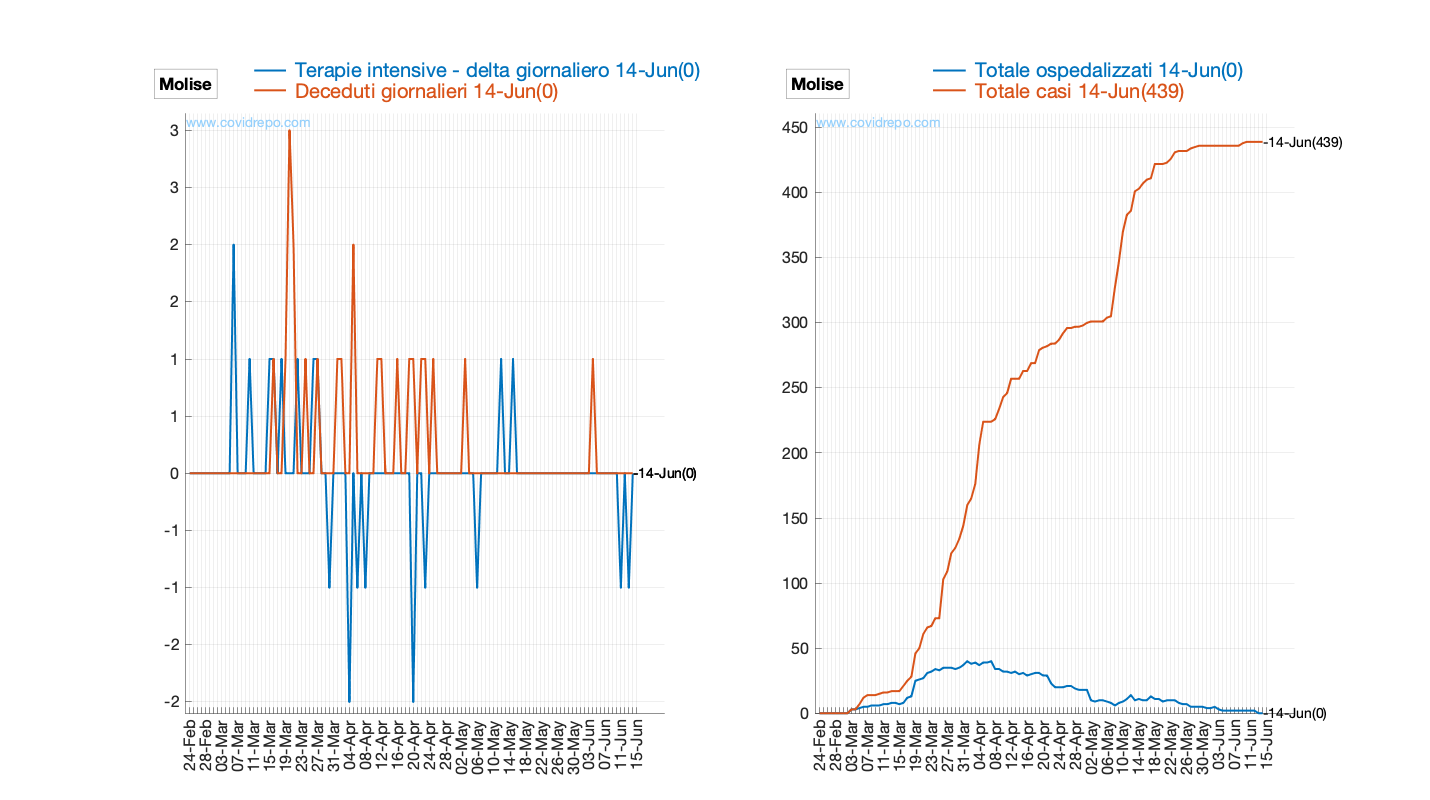 Molise
Terapie intensive - delta giornaliero 14-Jun(0)
Deceduti giornalieri 14-Jun(0)
www.covidrepo.com
3
3
2
2
1
1
0
-1
-1
-2
-2
-14-Jun(0)
24-Feb
28-Feb
03-Mar
07-Mar
11-Mar
15-Mar
19-Mar
23-Mar
27-Mar
31-Mar
04-Apr
08-Apr
12-Apr
16-Apr
20-Apr
24-Apr
28-Apr
02-May
06-May
10-May
14-May
18-May
22-May
26-May
30-May
03-Jun
07-Jun
11-Jun
15-Jun
Molise
Totale ospedalizzati 14-Jun(0)
Totale casi 14-Jun(439)
www.covidrepo.com
450
400
350
300
250
200
150
100
50
0
-14-Jun(439)
-14-Jun(0)
24-Feb
28-Feb
03-Mar
07-Mar
11-Mar
15-Mar
19-Mar
23-Mar
27-Mar
31-Mar
04-Apr
08-Apr
12-Apr
16-Apr
20-Apr
24-Apr
28-Apr
02-May
06-May
10-May
14-May
18-May
22-May
26-May
30-May
03-Jun
07-Jun
11-Jun
15-Jun